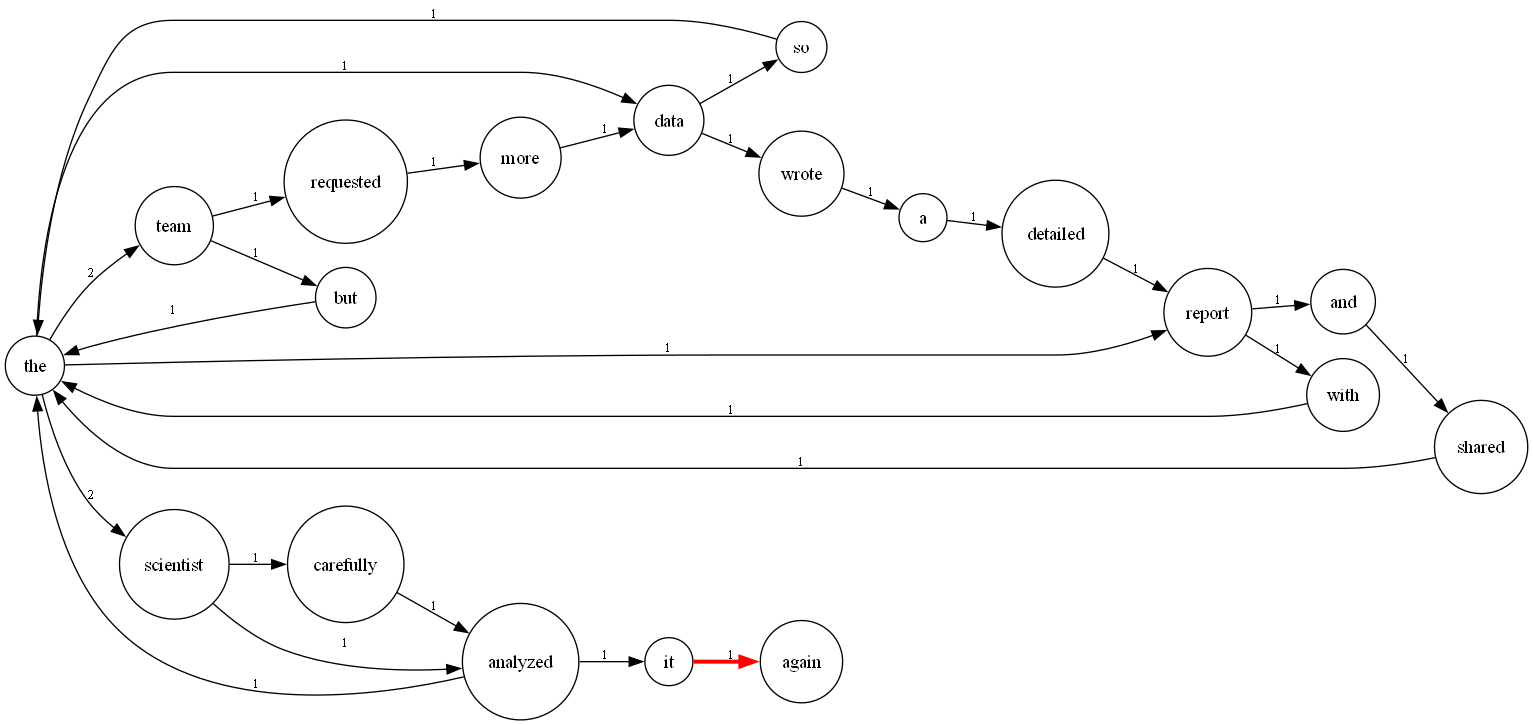 1
so
1
1
data
1
1
more
wrote
1
requested
1
1
a
1
detailed
team
1
1
1
2
but
1
report
1
and
1
the
1
1
with
1
1
shared
1
2
scientist
1
carefully
1
1
analyzed
1
it
1
again
1